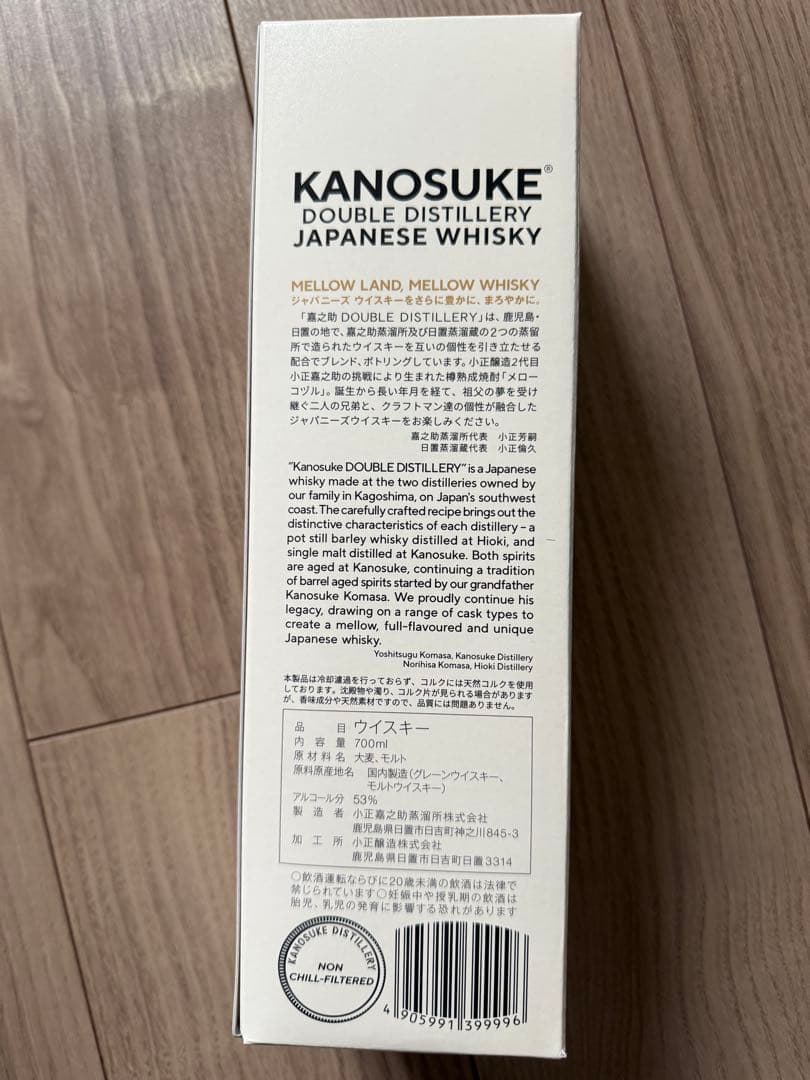 KANOSUKE®
DOUBLE DISTILLERY
JAPANESE WHISKY
MELLOW LAND, MELLOW WHISKY
ジャパニーズ ウイスキーをさらに豊かに、まろやかに。
「嘉之助 DOUBLE DISTILLERY」は、鹿児島・
日置の地で、嘉之助蒸溜所及び日置蒸溜蔵の2つの蒸留
所で造られたウイスキーを互いの個性を引き立たせる
配合でブレンド、ボトリングしています。小正醸造2代目
小正嘉之助の挑戦により生まれた樽熟成焼酎「メロー
コヅル」。誕生から長い年月を経て、祖父の夢を受け
継ぐ二人の兄弟と、クラフトマン達の個性が融合した
ジャパニーズウイスキーをお楽しみください。
嘉之助蒸溜所代表 小正芳嗣
日置蒸溜蔵代表 小正倫久
"Kanosuke DOUBLE DISTILLERY" is a Japanese
whisky made at the two distilleries owned by
our family in Kagoshima, on Japan's southwest
coast. The carefully crafted recipe brings out the
distinctive characteristics of each distillery – a
pot still barley whisky distilled at Hioki, and
single malt distilled at Kanosuke. Both spirits
are aged at Kanosuke, continuing a tradition
of barrel aged spirits started by our grandfather
Kanosuke Komasa. We proudly continue his
legacy, drawing on a range of cask types to
create a mellow, full-flavoured and unique
Japanese whisky.
Yoshitsugu Komasa, Kanosuke Distillery
Norihisa Komasa, Hioki Distillery
本製品は冷却濾過を行っておらず、コルクには天然コルクを使用
しております。沈殿物や濁り、コルク片が見られる場合があります
が、香味成分や天然素材ですので、品質には問題ありません。
品目 ウイスキー
内容量 700ml
原材料名 大麦、モルト
原料原産地名 国内製造(グレーンウイスキー、
モルトウイスキー)
アルコール分 53%
製造者 小正嘉之助蒸溜所株式会社
鹿児島県日置市日吉町神之川845-3
加工所 小正醸造株式会社
鹿児島県日置市日吉町日置3314
○飲酒運転ならびに20歳未満の飲酒は法律で
禁じられています○妊娠中や授乳期の飲酒は
胎児、乳児の発育に影響する恐れがあります
KANOSUKE DISTILLERY
NON
CHILL-FILTERED
4 905991 399996